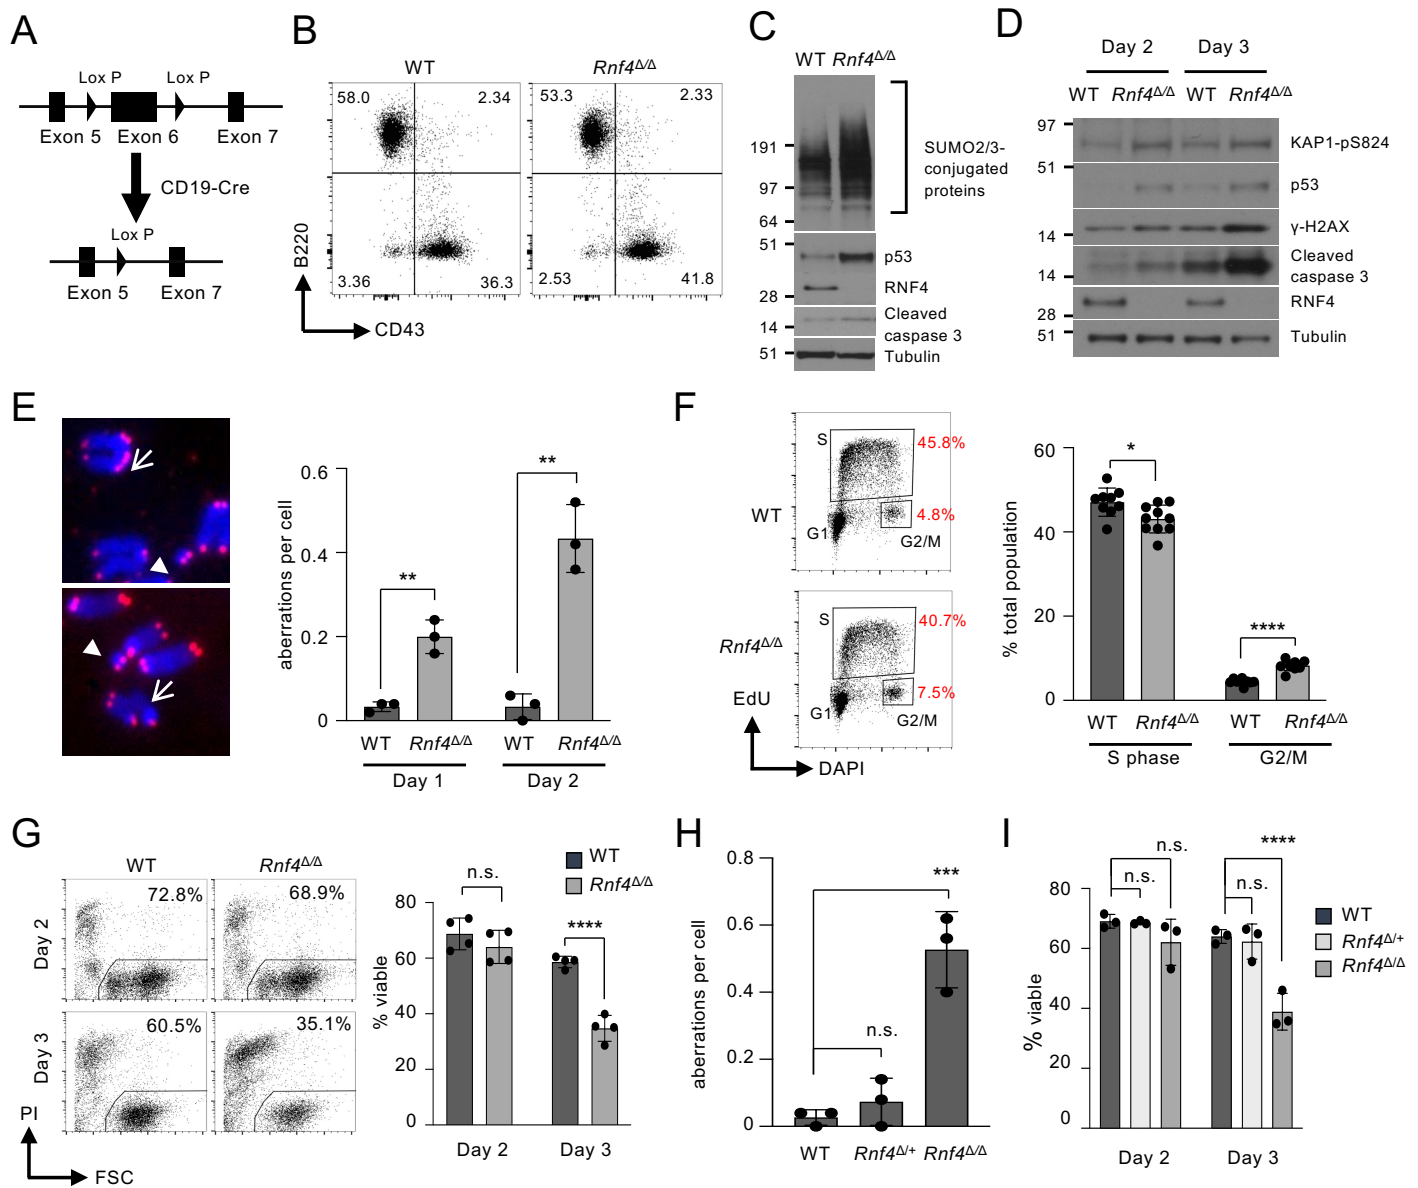 A
Lox P Lox P
Exon 5 Exon 6 Exon 7
CD19-Cre
Lox P
Exon 5 Exon 7
B
WT Rnf4Δ/Δ
58.0 2.34 53.3 2.33
3.36 36.3 2.53 41.8
B220
CD43
C
WT Rnf4Δ/Δ
191
97
64
51
28
14
51
SUMO2/3-
conjugated
proteins
p53
RNF4
Cleaved
caspase 3
Tubulin
D
Day 2 Day 3
WT Rnf4Δ/Δ WT Rnf4Δ/Δ
97
51
14
14
28
51
KAP1-pS824
p53
γ-H2AX
Cleaved
caspase 3
RNF4
Tubulin
E
aberrations per cell
0.6
0.4
0.2
0
** **
WT Rnf4Δ/Δ WT Rnf4Δ/Δ
Day 1 Day 2
F
WT
S 45.8%
4.8%
G1 G2/M
Rnf4Δ/Δ
S 40.7%
7.5%
G1 G2/M
EdU
DAPI
% total population
60
40
20
0
* ****
WT Rnf4Δ/Δ WT Rnf4Δ/Δ
S phase G2/M
G
WT Rnf4Δ/Δ
Day 2
72.8% 68.9%
Day 3
60.5% 35.1%
PI
FSC
WT
Rnf4Δ/Δ
% viable
80
60
40
20
0
n.s. ****
Day 2 Day 3
H
aberrations per cell
0.8
0.6
0.4
0.2
0
n.s. ***
WT Rnf4Δ/+ Rnf4Δ/Δ
I
% viable
80
60
40
20
0
n.s. n.s. n.s. ****
Day 2 Day 3
WT
Rnf4Δ/+
Rnf4Δ/Δ